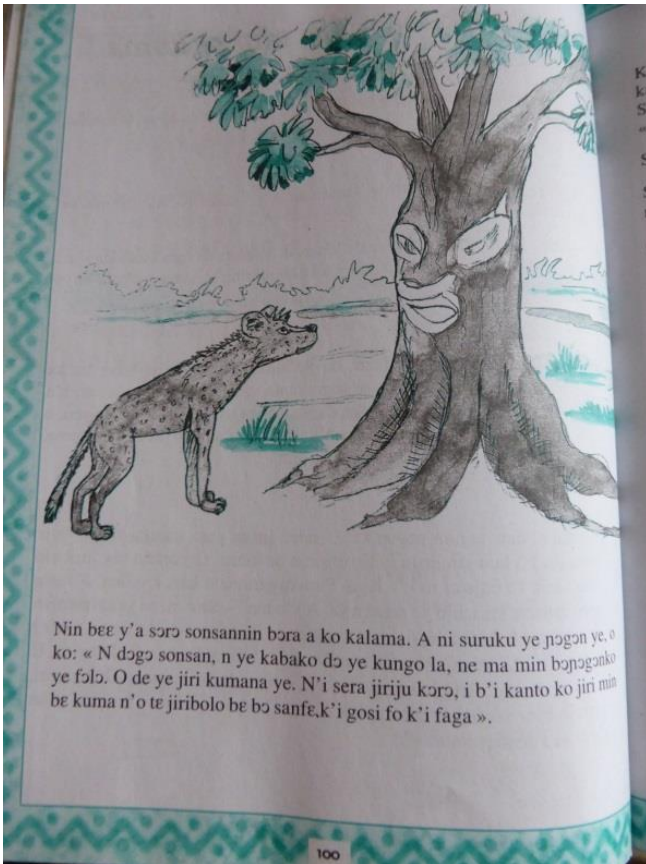 Nin bɛɛ y'a sɔrɔ sonsannin bɔra a ko kalama. A ni suruku ye ɲɔgɔn ye, o
ko: « N dɔgɔ sonsan, n ye kabako dɔ ye kungo la, ne ma min bɔɲɔgɔnko
ye fɔlɔ. O de ye jiri kumana ye. N'i sera jiriju kɔrɔ, i b'i kanto ko jiri min
bɛ kuma n'o tɛ jiribolo bɛ bɔ sanfɛ,k'i gosi fo k'i faga ».
100